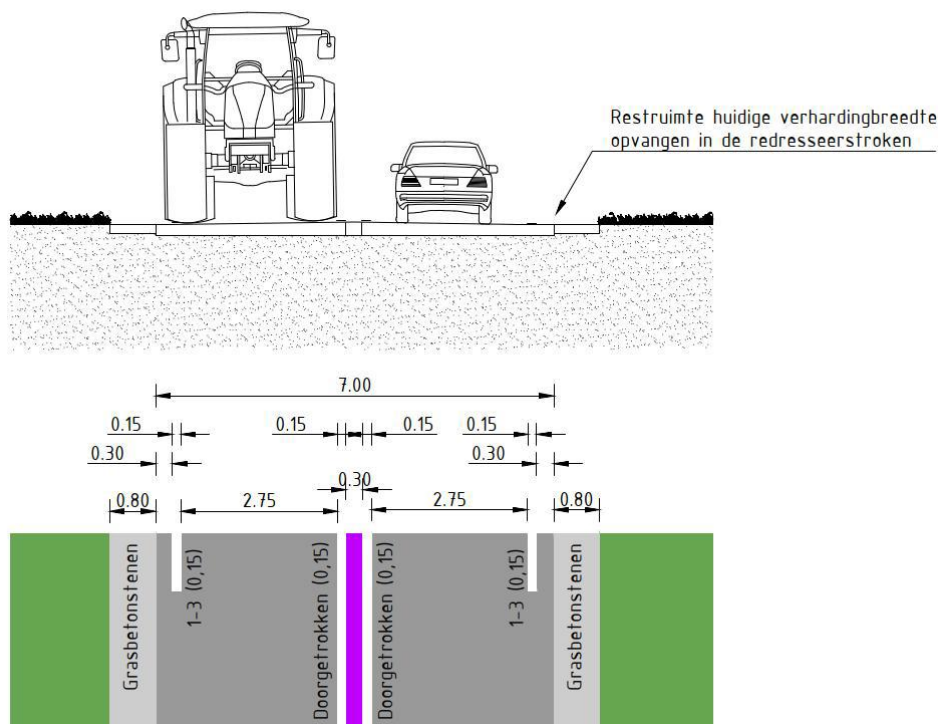 Restruimte huidige verhardingbreedte
opvangen in de redresseerstroken
7.00
0.15
0.15
0.15
0.15
0.30
0.30
0.30
0.80
2.75
2.75
0.80
Grasbetonstenen
1-3 (0,15)
Doorgetrokken (0,15)
Doorgetrokken (0,15)
1-3 (0,15)
Grasbetonstenen